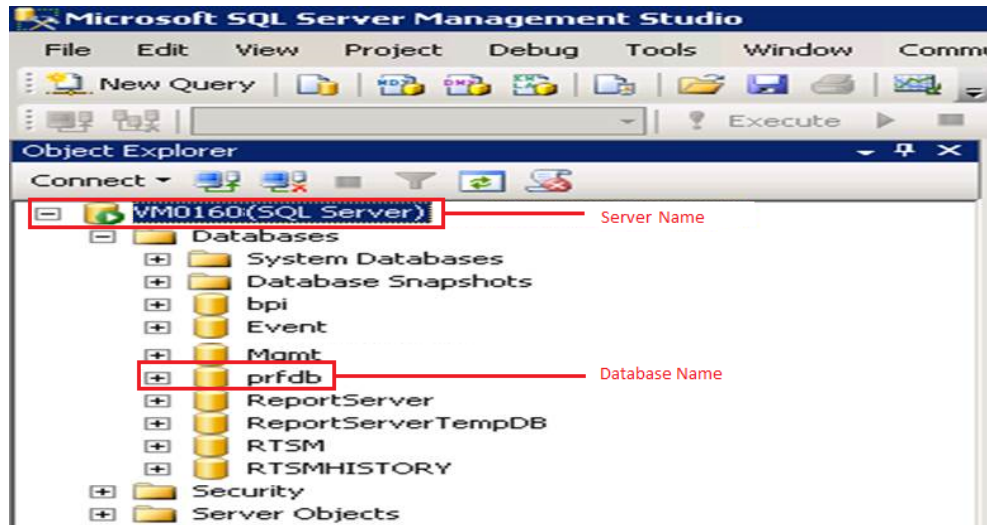 Microsoft SQL Server Management Studio
File Edit View Project Debug Tools Window Commu
New Query
Execute
Object Explorer
Connect
VM0160(SQL Server)
Server Name
Databases
System Databases
Database Snapshots
bpi
Event
Mgmt
prfdb
Database Name
ReportServer
ReportServerTempDB
RTSM
RTSMHISTORY
Security
Server Objects